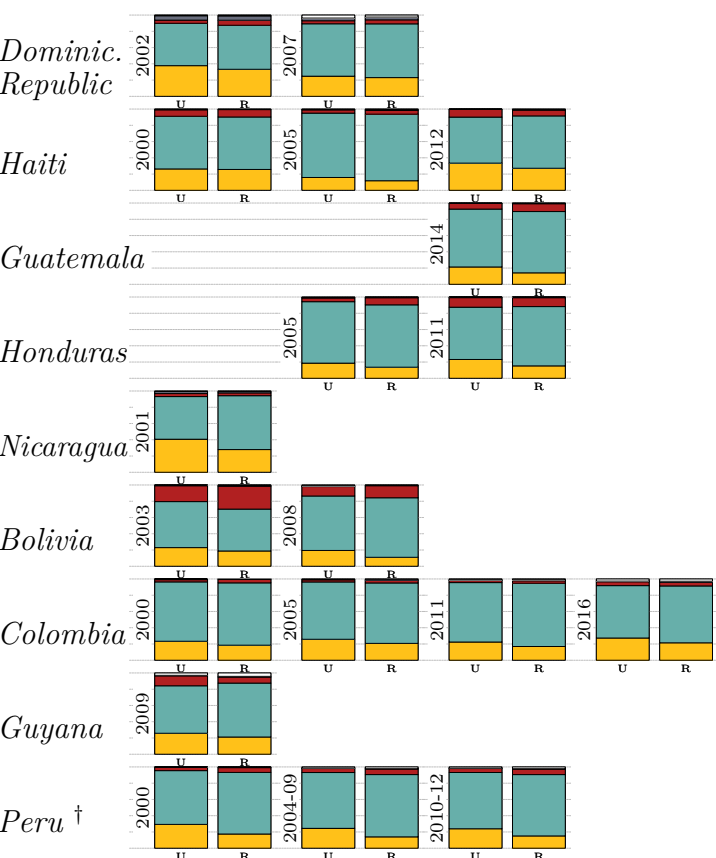 Dominic.
Republic
2002
U R
2007
Haiti
2000
U R
2005
U R
2012
U R
Guatemala
2014
U R
Honduras
2005
U R
2011
U R
Nicaragua
2001
U R
Bolivia
2003
U R
2008
U R
Colombia
2000
U R
2005
U R
2011
U R
2016
U R
Guyana
2009
U R
Peru †
2000
U R
2004-09
U R
2010-12
U R